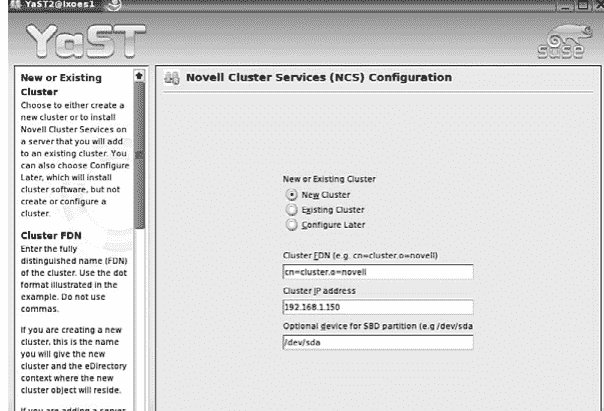 YaST2@lxoes1
YaST
suse
New or Existing
Cluster
Choose to either create a
new cluster or to install
Novell Cluster Services on
a server that you will add
to an existing cluster. You
can also choose Configure
Later, which will install
cluster software, but not
create or configure a
cluster.
Cluster FDN
Enter the fully
distinguished name (FDN)
of the cluster. Use the dot
format illustrated in the
example. Do not use
commas.
If you are creating a new
cluster, this is the name
you will give the new
cluster and the eDirectory
context where the new
cluster object will reside.
If you are adding a server
Novell Cluster Services (NCS) Configuration
New or Existing Cluster
New Cluster
Existing Cluster
Configure Later
Cluster FDN (e.g. cn=cluster.o=novell)
cn=cluster.o=novell
Cluster IP address
192.168.1.150
Optional device for SBD partition (e.g /dev/sda
/dev/sda